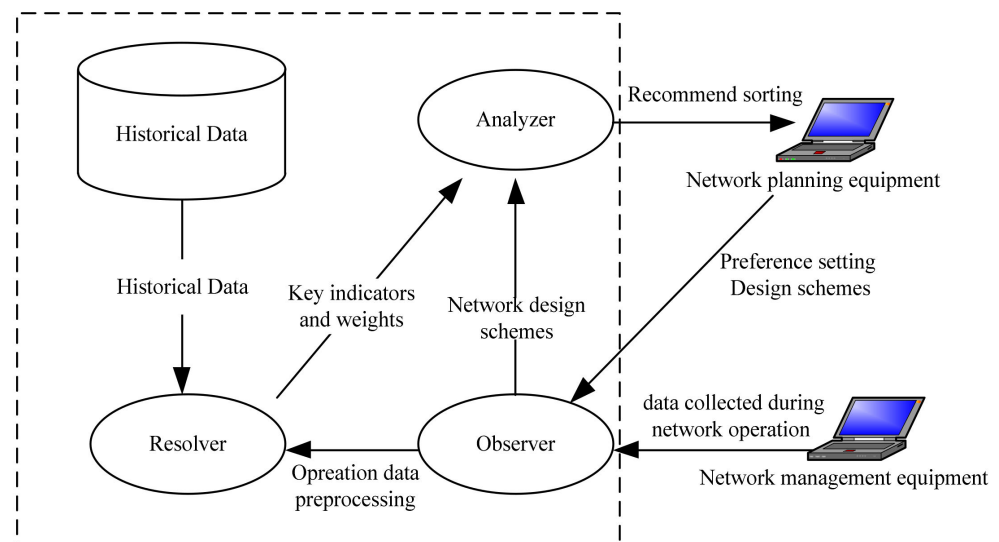 Historical Data
Analyzer
Recommend sorting
Network planning equipment
Historical Data
Key indicators
and weights
Network design
schemes
Preference setting
Design schemes
Resolver
Observer
data collected during
network operation
Opreation data
preprocessing
Network management equipment